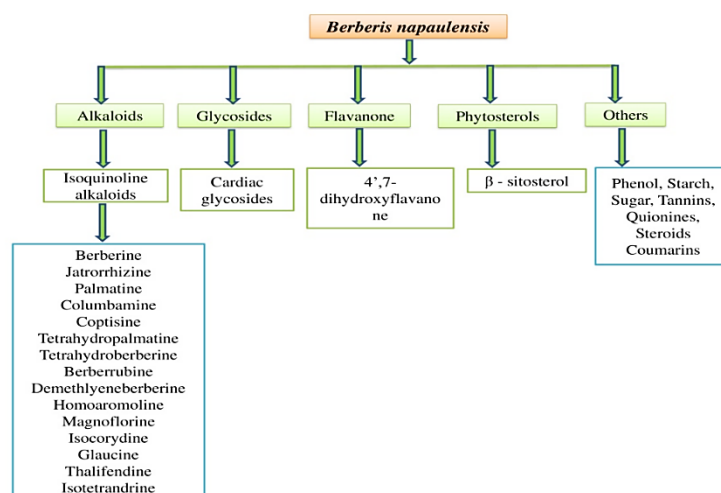 Berberis napaulensis
Alkaloids
Glycosides
Flavanone
Phytosterols
Others
Isoquinoline
alkaloids
Cardiac
glycosides
4’,7-
dihydroxyflavano
ne
β - sitosterol
Phenol, Starch,
Sugar, Tannins,
Quionines,
Steroids
Coumarins
Berberine
Jatrorrhizine
Palmatine
Columbamine
Coptisine
Tetrahydropalmatine
Tetrahydroberberine
Berberrubine
Demethlyeneberberine
Homoaromoline
Magnoflorine
Isocorydine
Glaucine
Thalifendine
Isotetrandrine